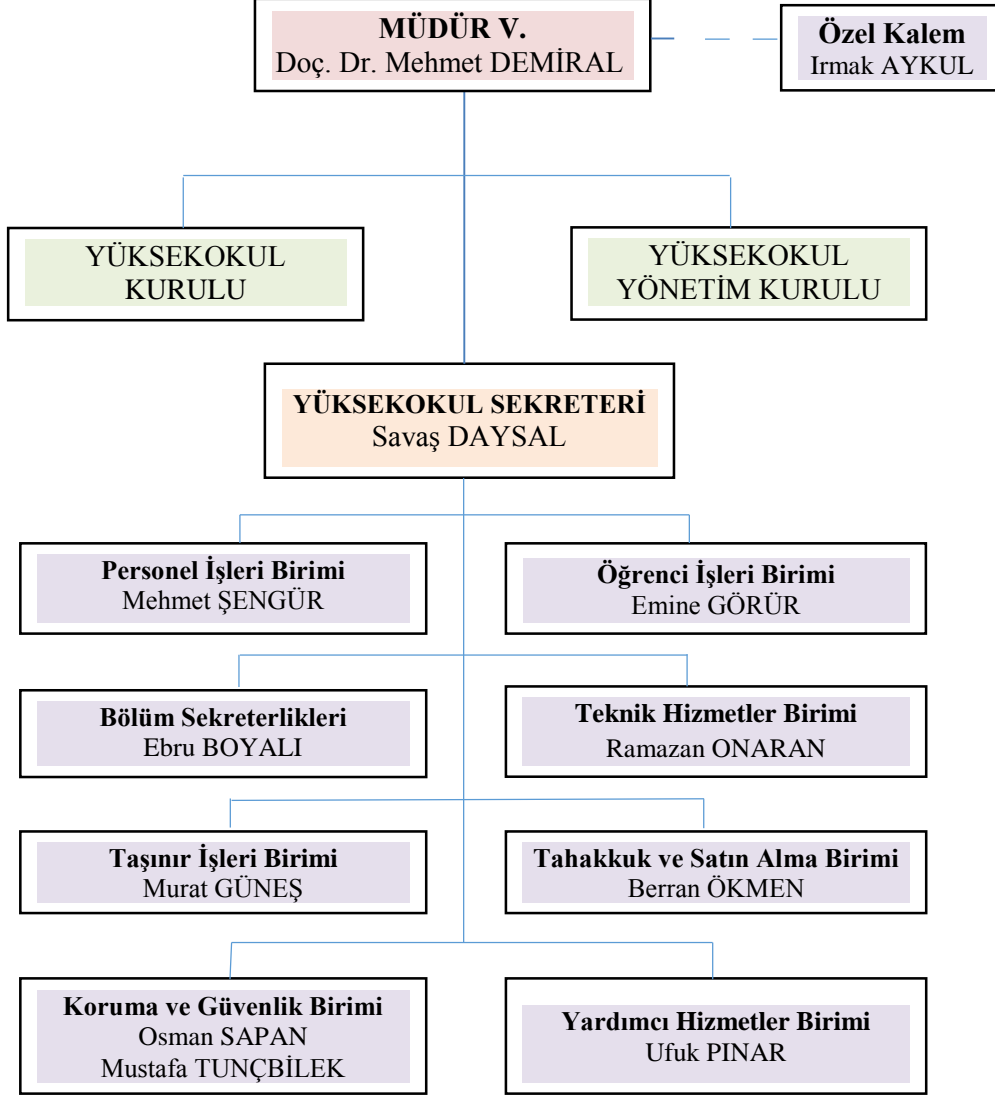 MÜDÜR V.
Doç. Dr. Mehmet DEMİRAL
Özel Kalem
Irmak AYKUL
YÜKSEKOKUL
KURULU
YÜKSEKOKUL
YÖNETİM KURULU
YÜKSEKOKUL SEKRETERİ
Savaş DAYSAL
Personel İşleri Birimi
Mehmet ŞENGÜR
Öğrenci İşleri Birimi
Emine GÖRÜR
Bölüm Sekreterlikleri
Ebru BOYALI
Teknik Hizmetler Birimi
Ramazan ONARAN
Taşınır İşleri Birimi
Murat GÜNEŞ
Tahakkuk ve Satın Alma Birimi
Berran ÖKMEN
Koruma ve Güvenlik Birimi
Osman SAPAN
Mustafa TUNÇBİLEK
Yardımcı Hizmetler Birimi
Ufuk PINAR